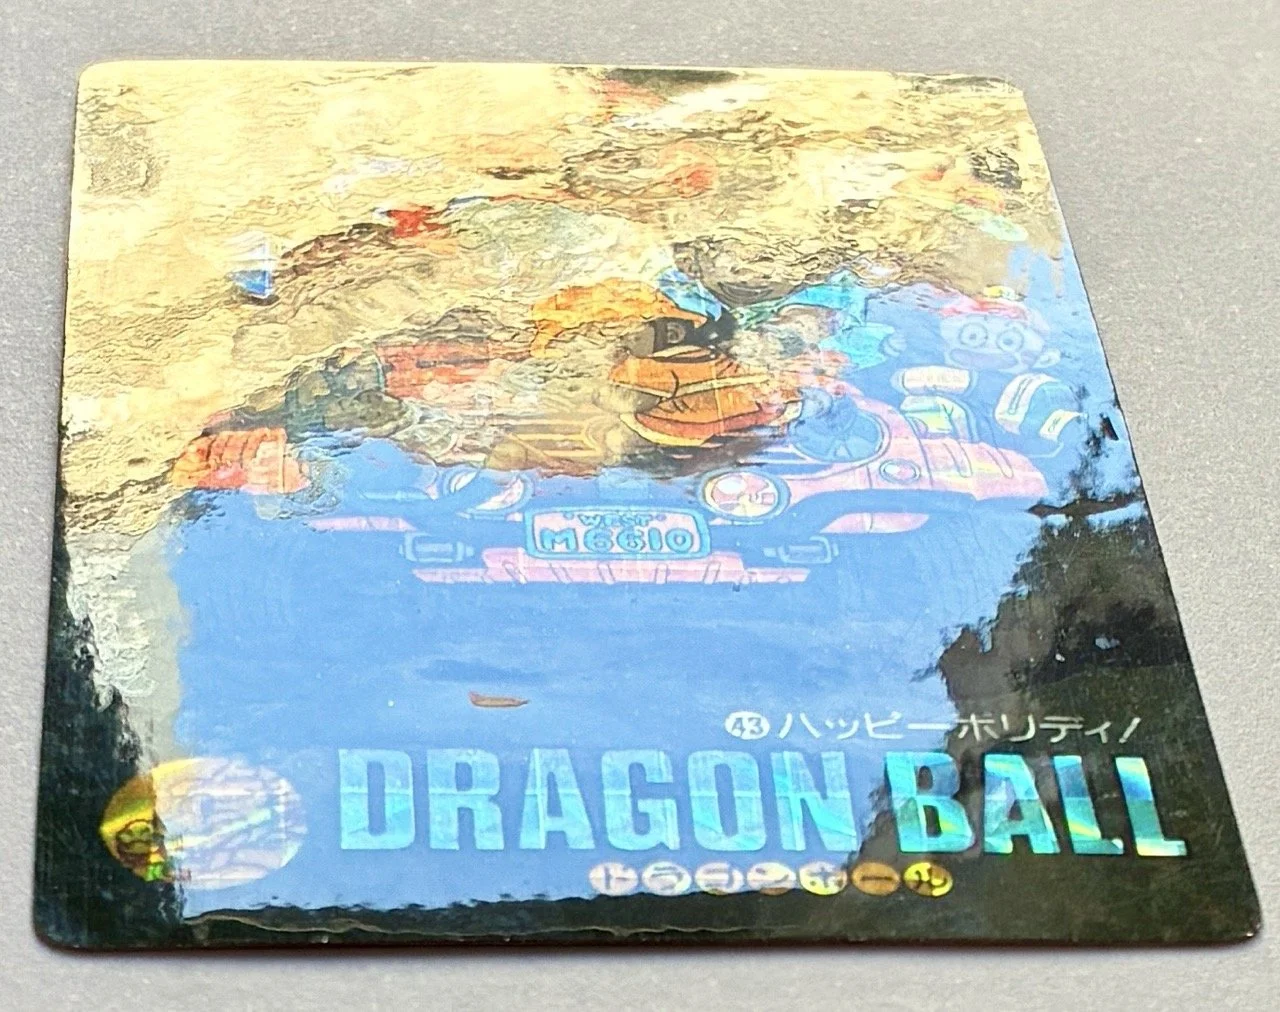 "WEST"
M6610
43 ハッピーホリディ!
DRAGON BALL
ドラゴンボール